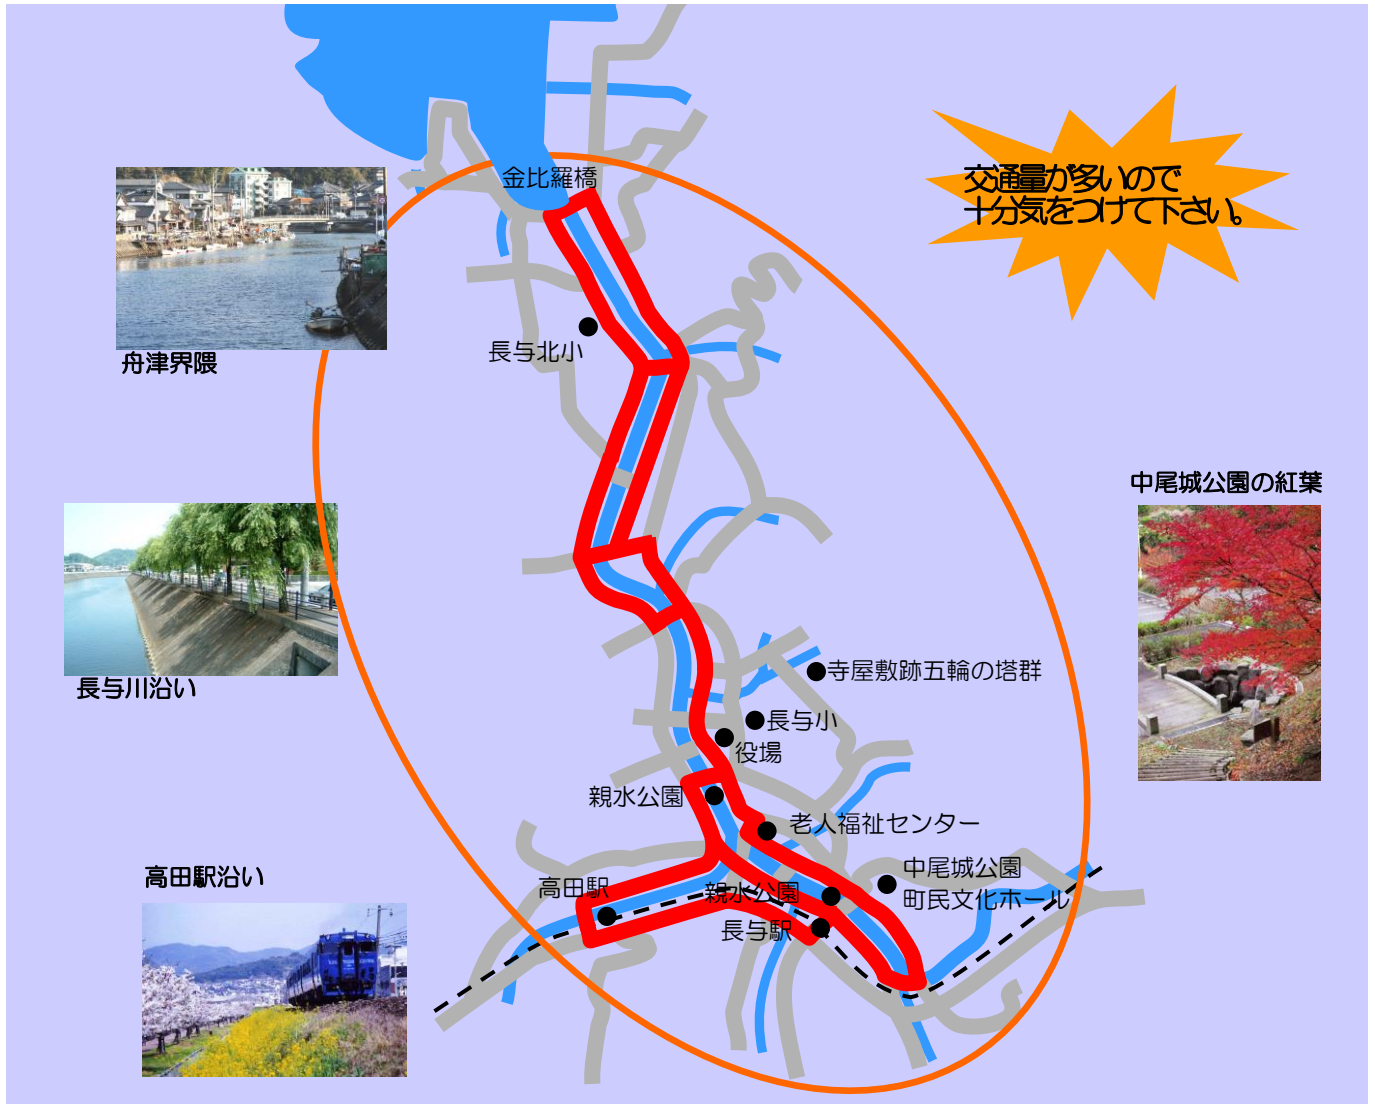 金比羅橋
交通量が多いので
十分気をつけて下さい。
長与北小
舟津界隈
中尾城公園の紅葉
長与川沿い
寺屋敷跡五輪の塔群
長与小
役場
親水公園
老人福祉センター
高田駅沿い
高田駅
親水公園
中尾城公園
町民文化ホール
長与駅